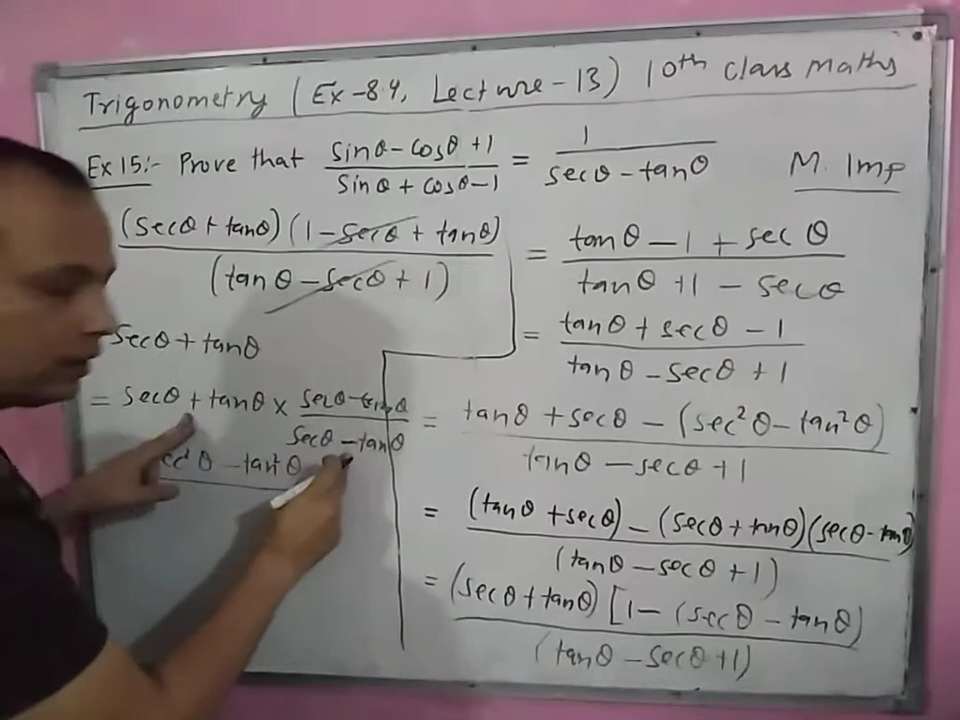 Trigonometry (Ex-8.4, Lecture-13) 10th class maths
Ex 15:- Prove that (sinθ - cosθ + 1)/(sinθ + cosθ - 1) = 1/(secθ - tanθ) M. Imp
= (tanθ - 1 + secθ)/(tanθ + 1 - secθ)
= (tanθ + secθ - 1)/(tanθ - secθ + 1)
= (tanθ + secθ - (sec²θ - tan²θ))/(tanθ - secθ + 1)
= ((tanθ + secθ) - (secθ + tanθ)(secθ - tanθ))/(tanθ - secθ + 1)
= (secθ + tanθ) [1 - (secθ - tanθ)/(tanθ - secθ + 1)
(secθ + tanθ) (1 - secθ + tanθ)/(tanθ - secθ + 1)
secθ + tanθ
= secθ + tanθ × (secθ - tanθ)/(secθ - tanθ)
sec²θ - tan²θ